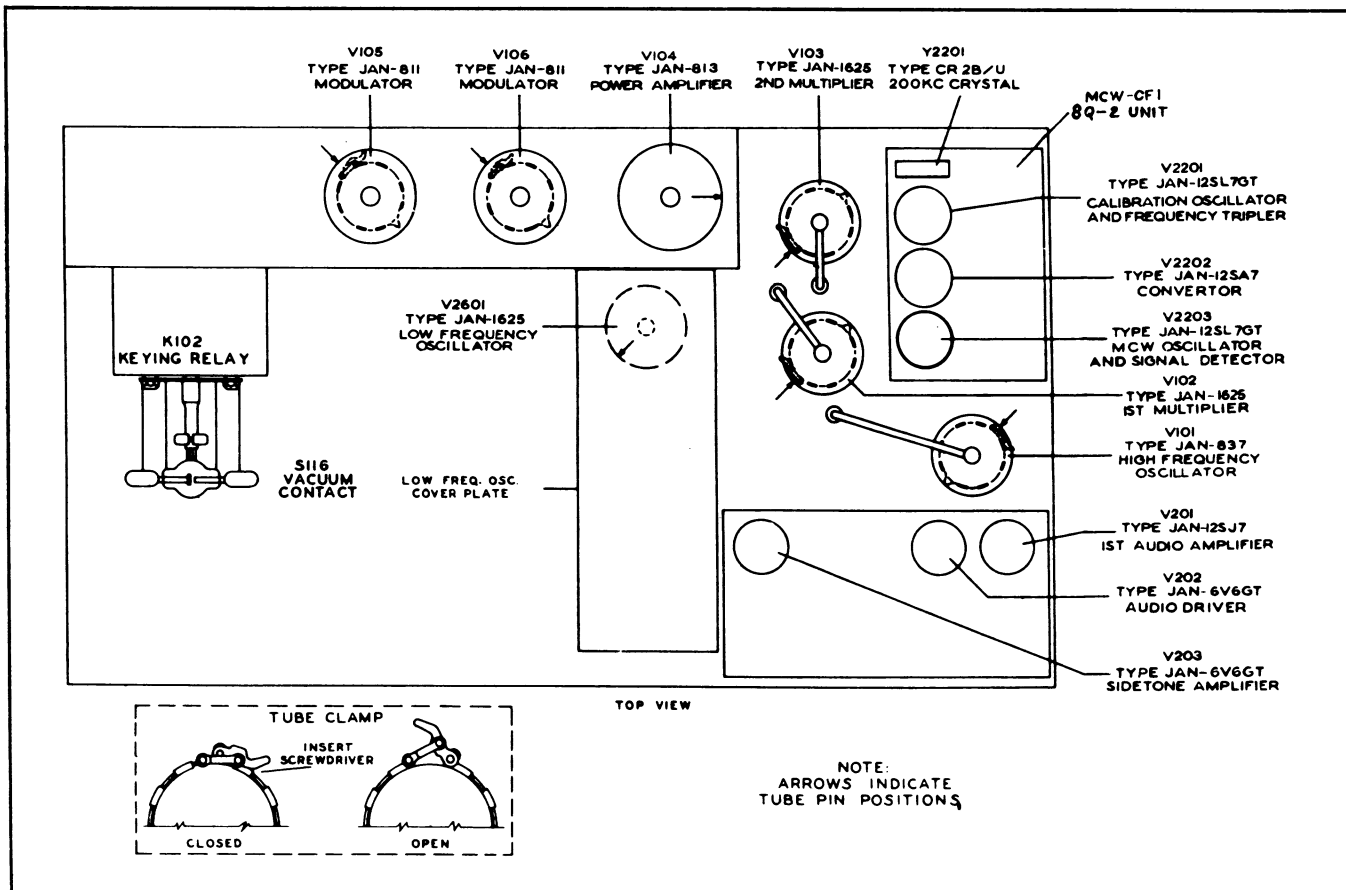 V105
TYPE JAN-811
MODULATOR
V106
TYPE JAN-811
MODULATOR
V104
TYPE JAN-813
POWER AMPLIFIER
V103
TYPE JAN-1625
2ND MULTIPLIER
Y2201
TYPE CR 2B/U
200KC CRYSTAL
MCW-CFI
8Q-2 UNIT
V2201
TYPE JAN-12SL7GT
CALIBRATION OSCILLATOR
AND FREQUENCY TRIPLER
V2202
TYPE JAN-12SA7
CONVERTOR
V2203
TYPE JAN-12SL7GT
MCW OSCILLATOR
AND SIGNAL DETECTOR
V102
TYPE JAN-1625
1ST MULTIPLIER
V101
TYPE JAN-837
HIGH FREQUENCY
OSCILLATOR
V201
TYPE JAN-12SJ7
1ST AUDIO AMPLIFIER
V202
TYPE JAN-6V6GT
AUDIO DRIVER
V203
TYPE JAN-6V6GT
SIDETONE AMPLIFIER
V2601
TYPE JAN-1625
LOW FREQUENCY
OSCILLATOR
K102
KEYING RELAY
S116
VACUUM
CONTACT
LOW FREQ. OSC.
COVER PLATE
TOP VIEW
TUBE CLAMP
INSERT
SCREWDRIVER
CLOSED
OPEN
NOTE:
ARROWS INDICATE
TUBE PIN POSITIONS